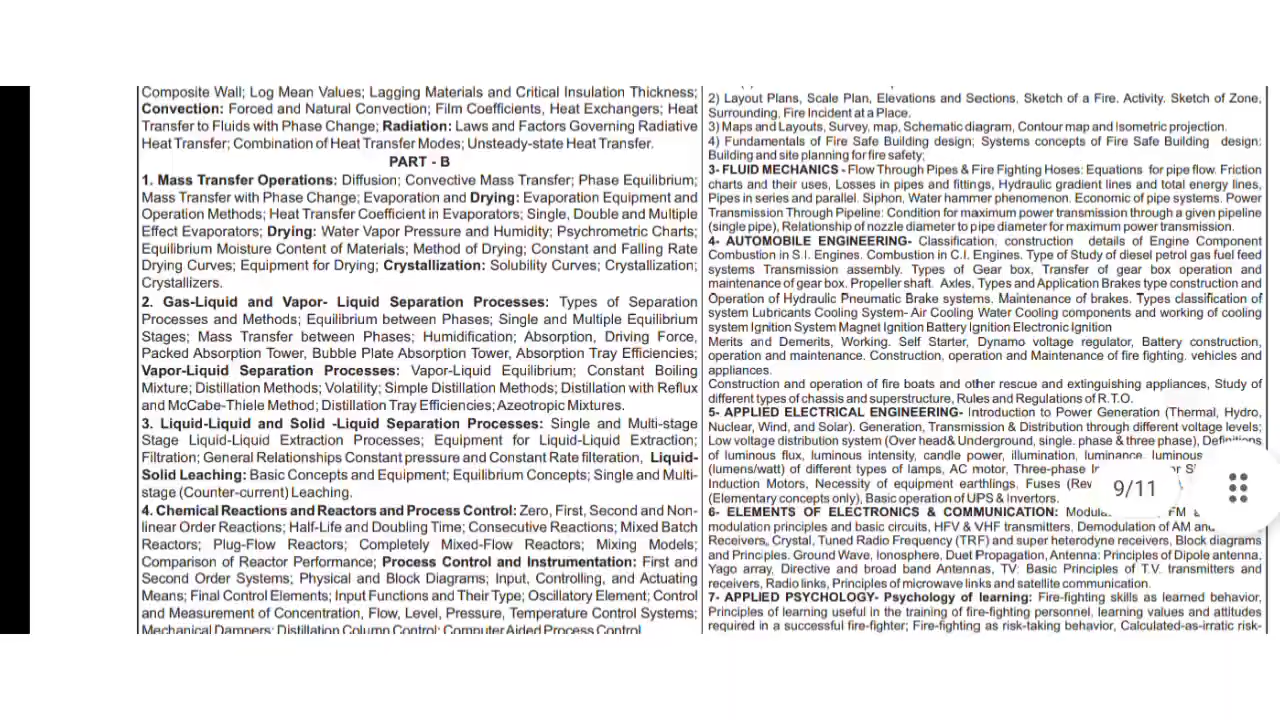 Composite Wall; Log Mean Values; Lagging Materials and Critical Insulation Thickness;
Convection: Forced and Natural Convection; Film Coefficients, Heat Exchangers; Heat
Transfer to Fluids with Phase Change; Radiation: Laws and Factors Governing Radiative
Heat Transfer; Combination of Heat Transfer Modes; Unsteady-state Heat Transfer.
PART - B
1. Mass Transfer Operations: Diffusion; Convective Mass Transfer; Phase Equilibrium;
Mass Transfer with Phase Change; Evaporation and Drying: Evaporation Equipment and
Operation Methods; Heat Transfer Coefficient in Evaporators; Single, Double and Multiple
Effect Evaporators; Drying: Water Vapor Pressure and Humidity; Psychrometric Charts;
Equilibrium Moisture Content of Materials; Method of Drying; Constant and Falling Rate
Drying Curves; Equipment for Drying; Crystallization: Solubility Curves; Crystallization;
Crystallizers.
2. Gas-Liquid and Vapor- Liquid Separation Processes: Types of Separation
Processes and Methods; Equilibrium between Phases; Single and Multiple Equilibrium
Stages; Mass Transfer between Phases; Humidification; Absorption, Driving Force,
Packed Absorption Tower, Bubble Plate Absorption Tower, Absorption Tray Efficiencies;
Vapor-Liquid Separation Processes: Vapor-Liquid Equilibrium; Constant Boiling
Mixture; Distillation Methods; Volatility; Simple Distillation Methods; Distillation with Reflux
and McCabe-Thiele Method; Distillation Tray Efficiencies; Azeotropic Mixtures.
3. Liquid-Liquid and Solid -Liquid Separation Processes: Single and Multi-stage
Stage Liquid-Liquid Extraction Processes; Equipment for Liquid-Liquid Extraction;
Filtration; General Relationships Constant pressure and Constant Rate filteration, Liquid-
Solid Leaching: Basic Concepts and Equipment; Equilibrium Concepts; Single and Multi-
stage (Counter-current) Leaching.
4. Chemical Reactions and Reactors and Process Control: Zero, First, Second and Non-
linear Order Reactions; Half-Life and Doubling Time; Consecutive Reactions; Mixed Batch
Reactors; Plug-Flow Reactors; Completely Mixed-Flow Reactors; Mixing Models;
Comparison of Reactor Performance; Process Control and Instrumentation: First and
Second Order Systems; Physical and Block Diagrams; Input, Controlling, and Actuating
Means; Final Control Elements; Input Functions and Their Type; Oscillatory Element; Control
and Measurement of Concentration, Flow, Level, Pressure, Temperature Control Systems;
Mechanical Dampers; Distillation Column Control; Computer Aided Process Control
2) Layout Plans, Scale Plan, Elevations and Sections, Sketch of a Fire. Activity. Sketch of Zone,
Surrounding, Fire Incident at a Place.
3) Maps and Layouts, Survey, map, Schematic diagram, Contour map and Isometric projection.
4) Fundamentals of Fire Safe Building design; Systems concepts of Fire Safe Building design:
Building and site planning for fire safety;
3- FLUID MECHANICS - Flow Through Pipes & Fire Fighting Hoses: Equations for pipe flow. Friction
charts and their uses, Losses in pipes and fittings, Hydraulic gradient lines and total energy lines,
Pipes in series and parallel. Siphon, Water hammer phenomenon. Economic of pipe systems. Power
Transmission Through Pipeline: Condition for maximum power transmission through a given pipeline
(single pipe), Relationship of nozzle diameter to pipe diameter for maximum power transmission.
4- AUTOMOBILE ENGINEERING- Classification, construction details of Engine Component
Combustion in S.I. Engines. Combustion in C.I. Engines. Type of Study of diesel petrol gas fuel feed
systems Transmission assembly. Types of Gear box, Transfer of gear box operation and
maintenance of gear box. Propeller shaft. Axles, Types and Application Brakes type construction and
Operation of Hydraulic Pneumatic Brake systems. Maintenance of brakes. Types classification of
system Lubricants Cooling System- Air Cooling Water Cooling components and working of cooling
system Ignition System Magnet Ignition Battery Ignition Electronic Ignition
Merits and Demerits, Working. Self Starter, Dynamo voltage regulator, Battery construction,
operation and maintenance. Construction, operation and Maintenance of fire fighting. vehicles and
appliances.
Construction and operation of fire boats and other rescue and extinguishing appliances, Study of
different types of chassis and superstructure, Rules and Regulations of R.T.O.
5- APPLIED ELECTRICAL ENGINEERING- Introduction to Power Generation (Thermal, Hydro,
Nuclear, Wind, and Solar). Generation, Transmission & Distribution through different voltage levels;
Low voltage distribution system (Over head& Underground, single. phase & three phase), Definitions
of luminous flux, luminous intensity, candle power, illumination, luminance, luminous
(lumens/watt) of different types of lamps, AC motor, Three-phase
Induction Motors, Necessity of equipment earthlings, Fuses
(Elementary concepts only), Basic operation of UPS & Invertors.
6- ELEMENTS OF ELECTRONICS & COMMUNICATION: FM &
modulation principles and basic circuits, HFV & VHF transmitters, Demodulation of AM and
Receivers, Crystal, Tuned Radio Frequency (TRF) and super heterodyne receivers, Block diagrams
and Principles. Ground Wave, Ionosphere, Duet Propagation, Antenna: Principles of Dipole antenna,
Yago array, Directive and broad band Antennas, TV: Basic Principles of T.V. transmitters and
receivers, Radio links, Principles of microwave links and satellite communication.
7- APPLIED PSYCHOLOGY- Psychology of learning: Fire-fighting skills as learned behavior,
Principles of learning useful in the training of fire-fighting personnel, learning values and attitudes
required in a successful fire-fighter; Fire-fighting as risk-taking behavior, Calculated-as-irratic risk-
9/11